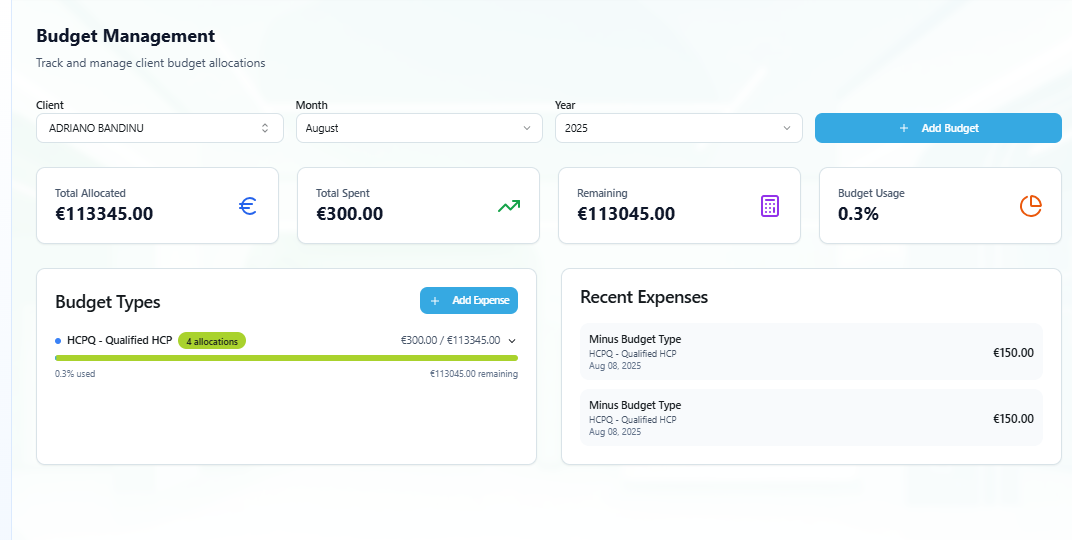 Budget Management
Track and manage client budget allocations
Client
ADRIANO BANDINU
Month
August
Year
2025
+ Add Budget
Total Allocated
€113345.00
Total Spent
€300.00
Remaining
€113045.00
Budget Usage
0.3%
Budget Types
+ Add Expense
HCPQ - Qualified HCP 4 allocations €300.00 / €113345.00
0.3% used €113045.00 remaining
Recent Expenses
Minus Budget Type
HCPQ - Qualified HCP
Aug 08, 2025
€150.00
Minus Budget Type
HCPQ - Qualified HCP
Aug 08, 2025
€150.00